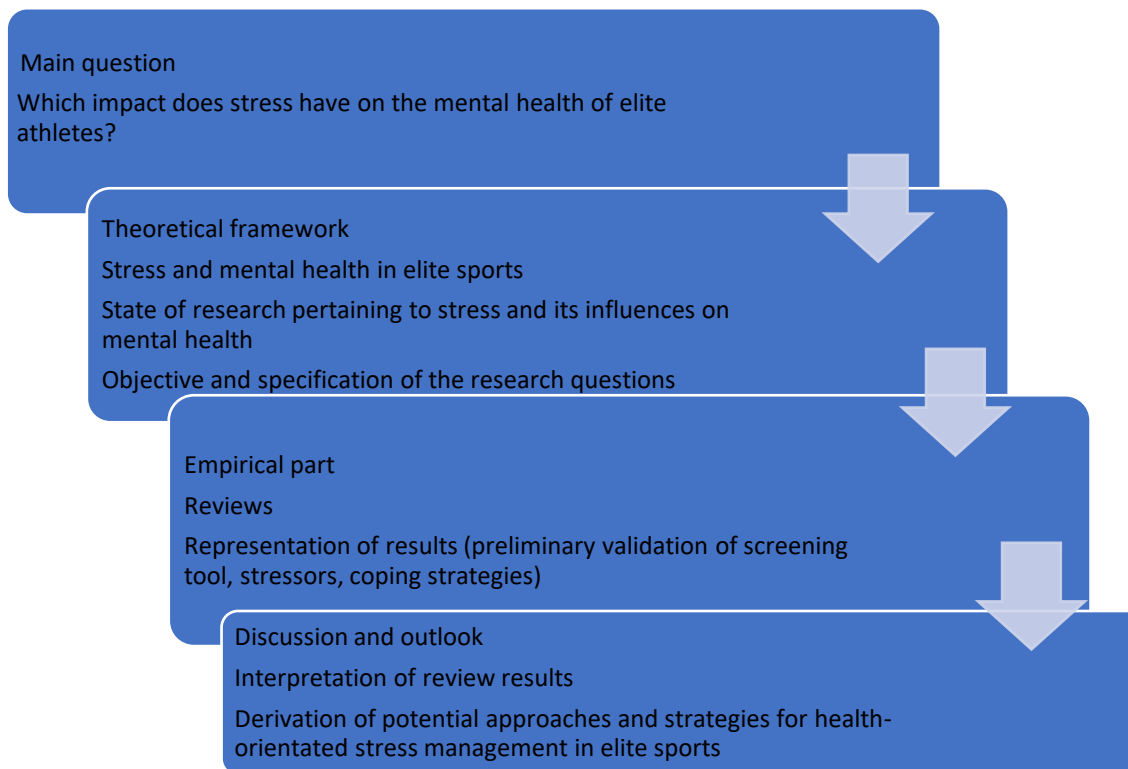 Main question
Which impact does stress have on the mental health of elite
athletes?
Theoretical framework
Stress and mental health in elite sports
State of research pertaining to stress and its influences on
mental health
Objective and specification of the research questions
Empirical part
Reviews
Representation of results (preliminary validation of screening
tool, stressors, coping strategies)
Discussion and outlook
Interpretation of review results
Derivation of potential approaches and strategies for health-
orientated stress management in elite sports